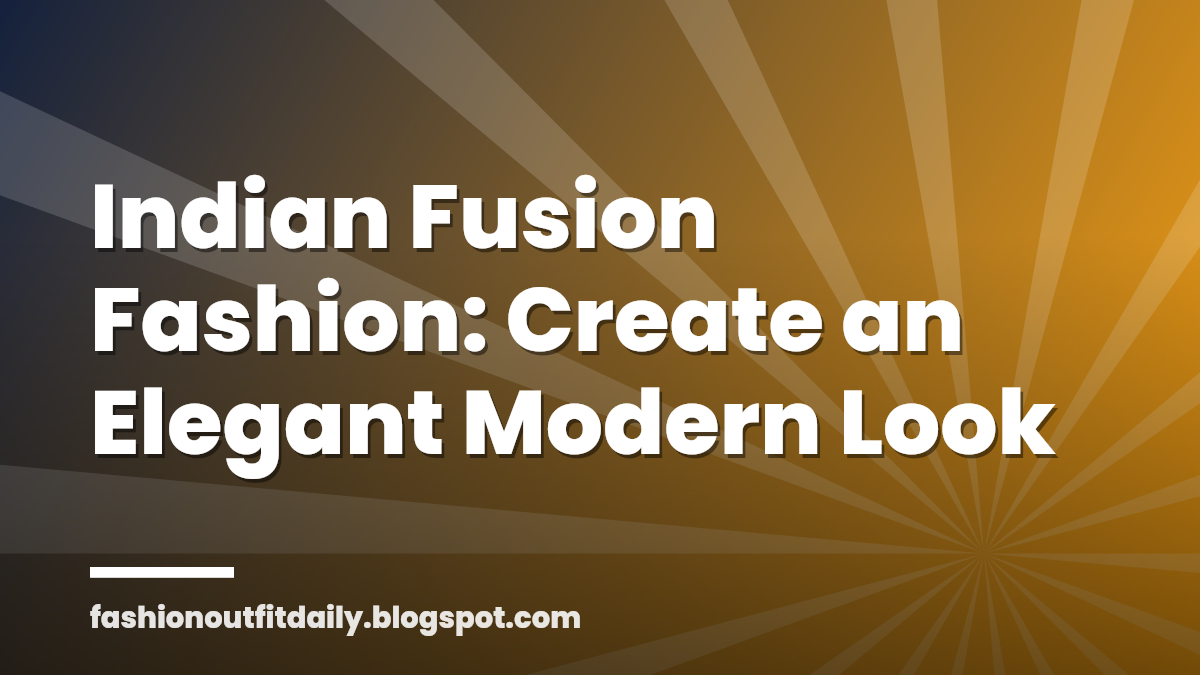 Indian Fusion
Fashion: Create an
Elegant Modern Look
fashionoutfitdaily.blogspot.com